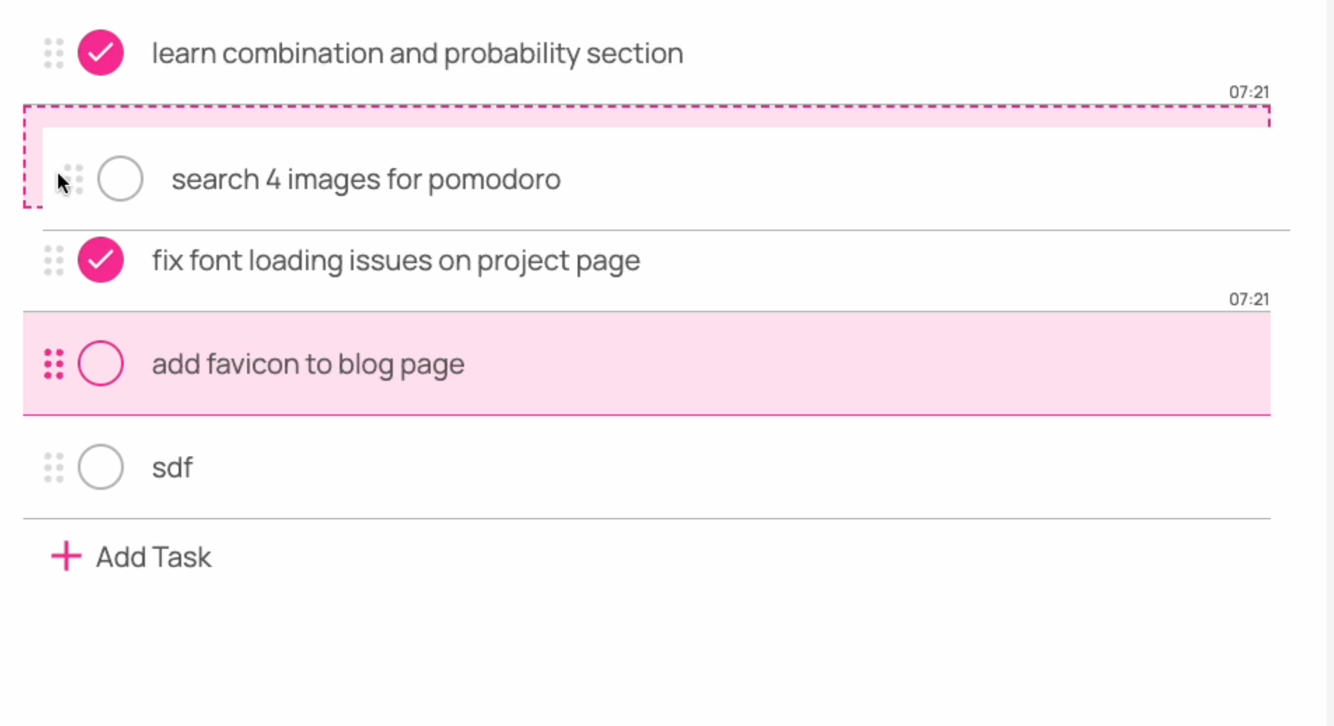 learn combination and probability section
07:21
search 4 images for pomodoro
fix font loading issues on project page
07:21
add favicon to blog page
sdf
Add Task